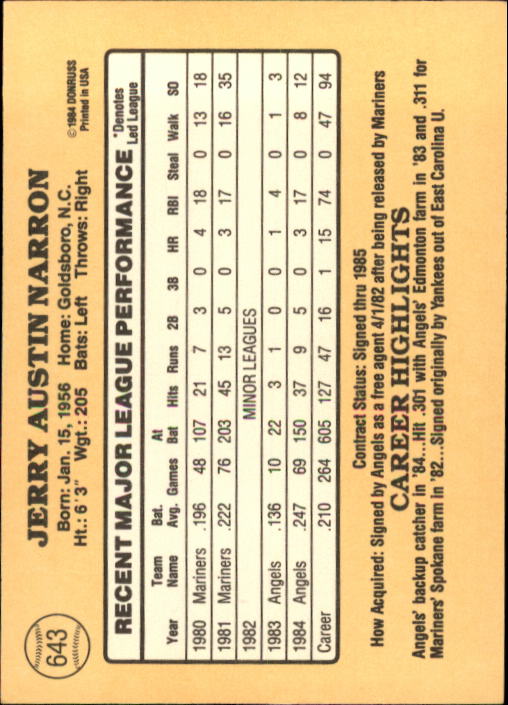 643
JERRY AUSTIN NARRON
Born: Jan. 15, 1956 Home: Goldsboro, N.C.
Ht.: 6' 3" Wgt.: 205 Bats: Left Throws: Right
©1984 DONRUSS
Printed in USA
RECENT MAJOR LEAGUE PERFORMANCE *Denotes Led League
Year Team Name Bat. Avg. Games At Bat Hits Runs 2B 3B HR RBI Steal Walk SO
1980 Mariners .196 48 107 21 7 3 0 4 18 0 13 18
1981 Mariners .222 76 203 45 13 5 0 3 17 0 16 35
1982 MINOR LEAGUES
1983 Angels .136 10 22 3 1 0 0 1 4 0 1 3
1984 Angels .247 69 150 37 9 5 0 3 17 0 8 12
Career .210 264 605 127 47 16 1 15 74 0 47 94
Contract Status: Signed thru 1985
How Acquired: Signed by Angels as a free agent 4/1/82 after being released by Mariners
CAREER HIGHLIGHTS
Angels' backup catcher in '84...Hit .301 with Angels' Edmonton farm in '83 and .311 for
Mariners' Spokane farm in '82...Signed originally by Yankees out of East Carolina U.